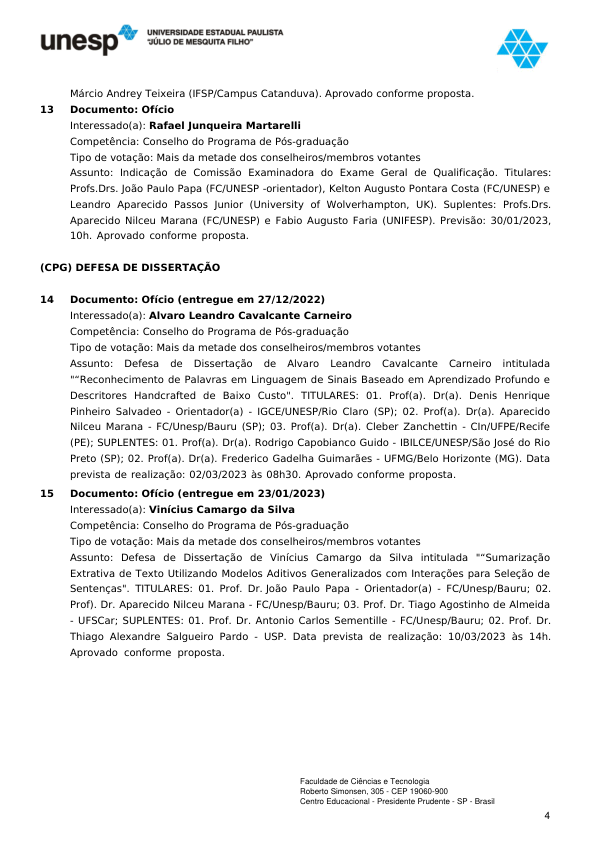 unesp
UNIVERSIDADE ESTADUAL PAULISTA
"JÚLIO DE MESQUITA FILHO"
Márcio Andrey Teixeira (IFSP/Campus Catanduva). Aprovado conforme proposta.
13 Documento: Ofício
Interessado(a): Rafael Junqueira Martarelli
Competência: Conselho do Programa de Pós-graduação
Tipo de votação: Mais da metade dos conselheiros/membros votantes
Assunto: Indicação de Comissão Examinadora do Exame Geral de Qualificação. Titulares:
Profs.Drs. João Paulo Papa (FC/UNESP -orientador), Kelton Augusto Pontara Costa (FC/UNESP) e
Leandro Aparecido Passos Junior (University of Wolverhampton, UK). Suplentes: Profs.Drs.
Aparecido Nilceu Marana (FC/UNESP) e Fabio Augusto Faria (UNIFESP). Previsão: 30/01/2023,
10h. Aprovado conforme proposta.
(CPG) DEFESA DE DISSERTAÇÃO
14 Documento: Ofício (entregue em 27/12/2022)
Interessado(a): Alvaro Leandro Cavalcante Carneiro
Competência: Conselho do Programa de Pós-graduação
Tipo de votação: Mais da metade dos conselheiros/membros votantes
Assunto: Defesa de Dissertação de Alvaro Leandro Cavalcante Carneiro intitulada
"“Reconhecimento de Palavras em Linguagem de Sinais Baseado em Aprendizado Profundo e
Descritores Handcrafted de Baixo Custo". TITULARES: 01. Prof(a). Dr(a). Denis Henrique
Pinheiro Salvadeo - Orientador(a) - IGCE/UNESP/Rio Claro (SP); 02. Prof(a). Dr(a). Aparecido
Nilceu Marana - FC/Unesp/Bauru (SP); 03. Prof(a). Dr(a). Cleber Zanchettin - CIn/UFPE/Recife
(PE); SUPLENTES: 01. Prof(a). Dr(a). Rodrigo Capobianco Guido - IBILCE/UNESP/São José do Rio
Preto (SP); 02. Prof(a). Dr(a). Frederico Gadelha Guimarães - UFMG/Belo Horizonte (MG). Data
prevista de realização: 02/03/2023 às 08h30. Aprovado conforme proposta.
15 Documento: Ofício (entregue em 23/01/2023)
Interessado(a): Vinícius Camargo da Silva
Competência: Conselho do Programa de Pós-graduação
Tipo de votação: Mais da metade dos conselheiros/membros votantes
Assunto: Defesa de Dissertação de Vinícius Camargo da Silva intitulada "“Sumarização
Extrativa de Texto Utilizando Modelos Aditivos Generalizados com Interações para Seleção de
Sentenças". TITULARES: 01. Prof. Dr. João Paulo Papa - Orientador(a) - FC/Unesp/Bauru; 02.
Prof). Dr. Aparecido Nilceu Marana - FC/Unesp/Bauru; 03. Prof. Dr. Tiago Agostinho de Almeida
- UFSCar; SUPLENTES: 01. Prof. Dr. Antonio Carlos Sementille - FC/Unesp/Bauru; 02. Prof. Dr.
Thiago Alexandre Salgueiro Pardo - USP. Data prevista de realização: 10/03/2023 às 14h.
Aprovado conforme proposta.
Faculdade de Ciências e Tecnologia
Roberto Simonsen, 305 - CEP 19060-900
Centro Educacional - Presidente Prudente - SP - Brasil
4